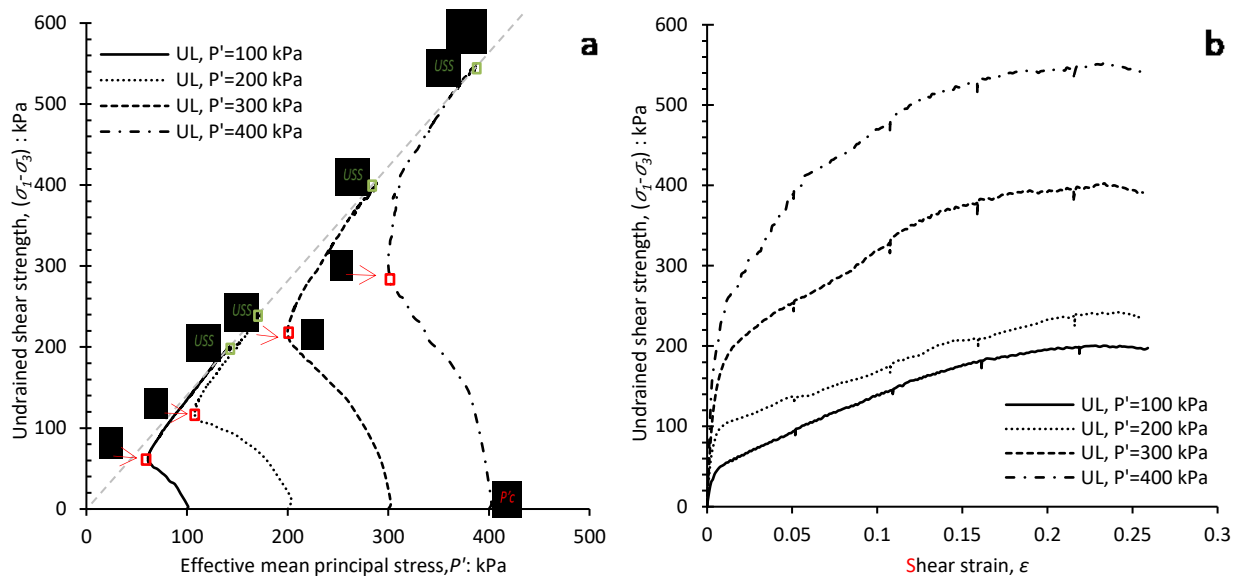 a
UL, P'=100 kPa
UL, P'=200 kPa
UL, P'=300 kPa
UL, P'=400 kPa
USS
USS
USS
USS
P'c
Undrained shear strength, (σ1-σ3) : kPa
600
500
400
300
200
100
0
0
100
200
300
400
500
Effective mean principal stress,P': kPa
b
Undrained shear strength, (σ1-σ3) : kPa
600
500
400
300
200
100
0
UL, P'=100 kPa
UL, P'=200 kPa
UL, P'=300 kPa
UL, P'=400 kPa
0
0.05
0.1
0.15
0.2
0.25
0.3
Shear strain, ε